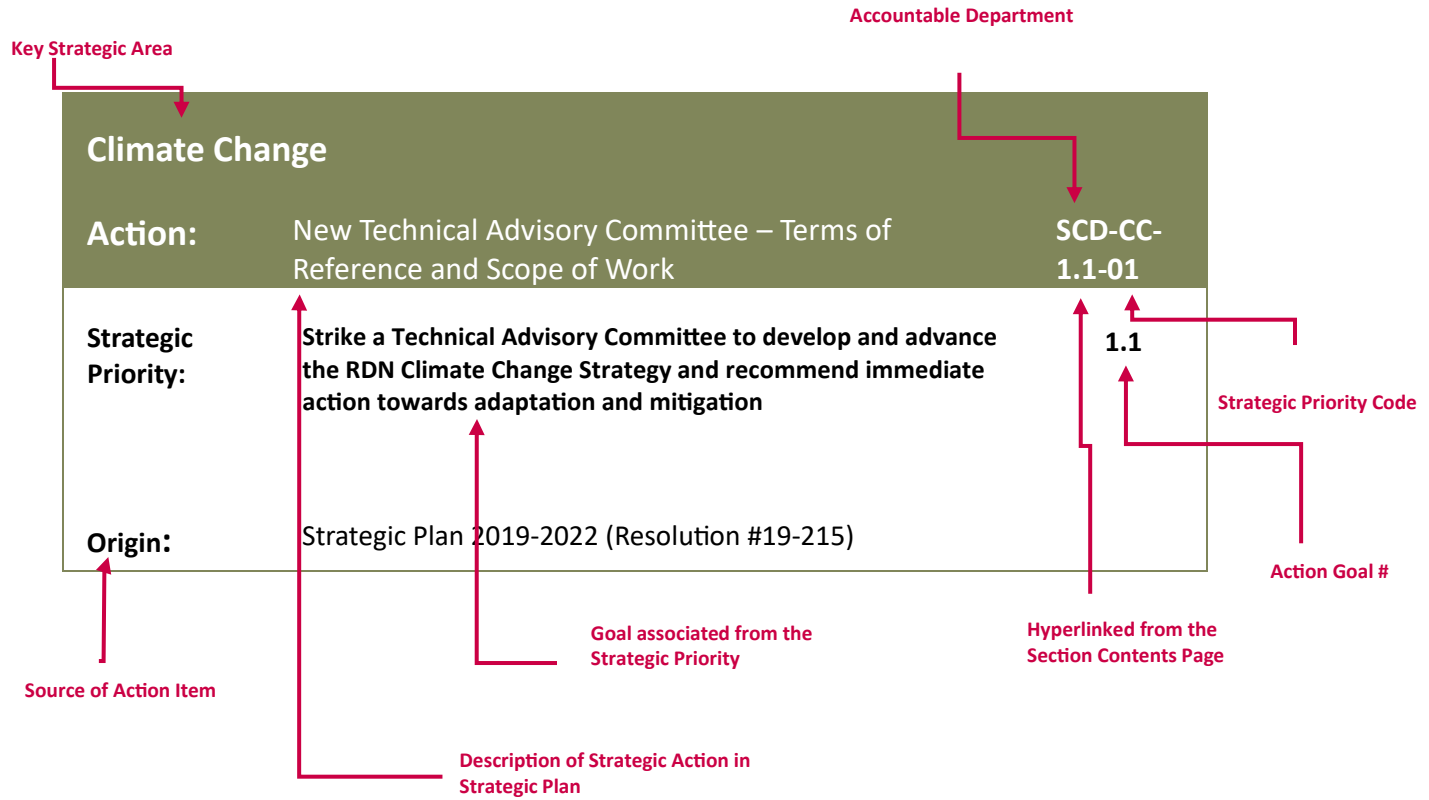 Accountable Department
Key Strategic Area
Climate Change
Action:
New Technical Advisory Committee – Terms of
Reference and Scope of Work
SCD-CC-
1.1-01
Strategic
Priority:
Strike a Technical Advisory Committee to develop and advance
the RDN Climate Change Strategy and recommend immediate
action towards adaptation and mitigation
1.1
Strategic Priority Code
Origin:
Strategic Plan 2019-2022 (Resolution #19-215)
Action Goal #
Goal associated from the
Strategic Priority
Hyperlinked from the
Section Contents Page
Source of Action Item
Description of Strategic Action in
Strategic Plan